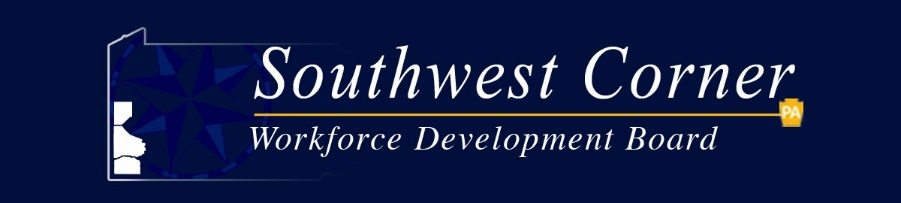 Southwest Corner
PA
Workforce Development Board